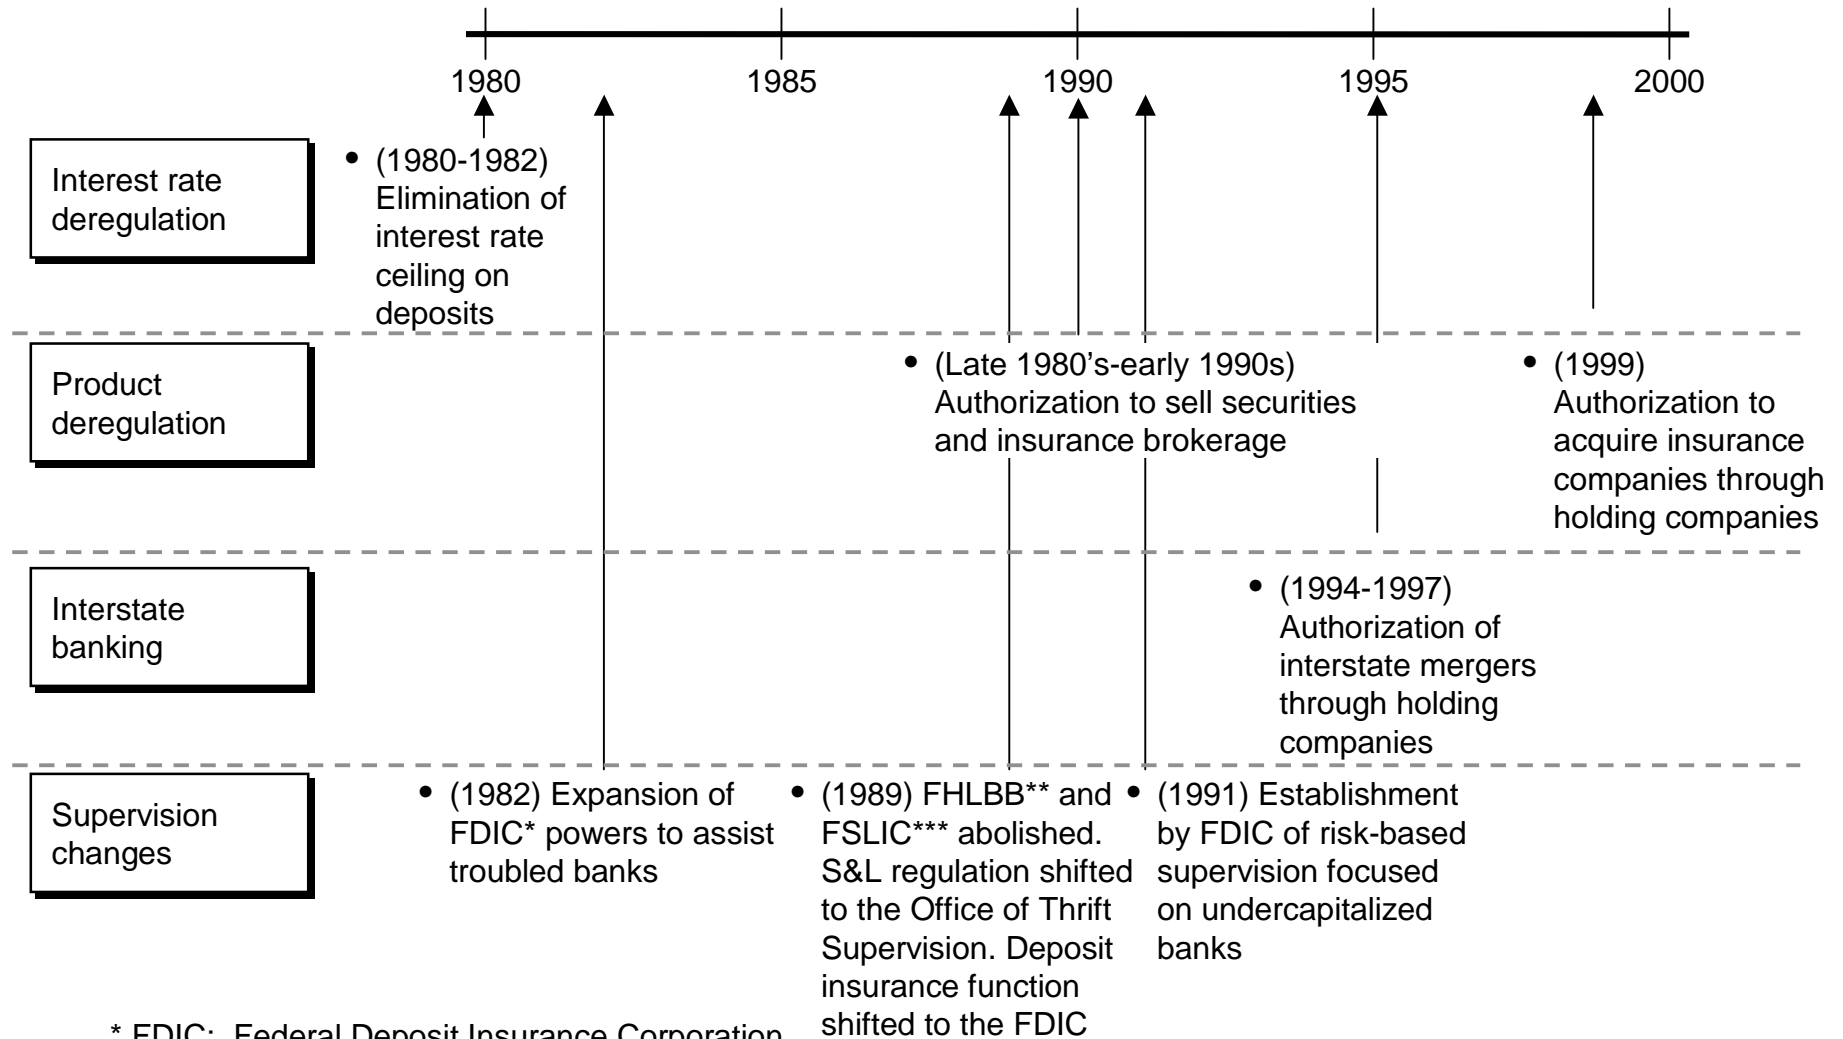 1980
1985
1990
1995
2000
Interest rate
deregulation
• (1980-1982)
Elimination of
interest rate
ceiling on
deposits
Product
deregulation
• (Late 1980's-early 1990s)
Authorization to sell securities
and insurance brokerage
• (1999)
Authorization to
acquire insurance
companies through
holding companies
Interstate
banking
• (1994-1997)
Authorization of
interstate mergers
through holding
companies
Supervision
changes
• (1982) Expansion of
FDIC* powers to assist
troubled banks
• (1989) FHLBB** and
FSLIC*** abolished.
S&L regulation shifted
to the Office of Thrift
Supervision. Deposit
insurance function
shifted to the FDIC
• (1991) Establishment
by FDIC of risk-based
supervision focused
on undercapitalized
banks
* FDIC: Federal Deposit Insurance Corporation